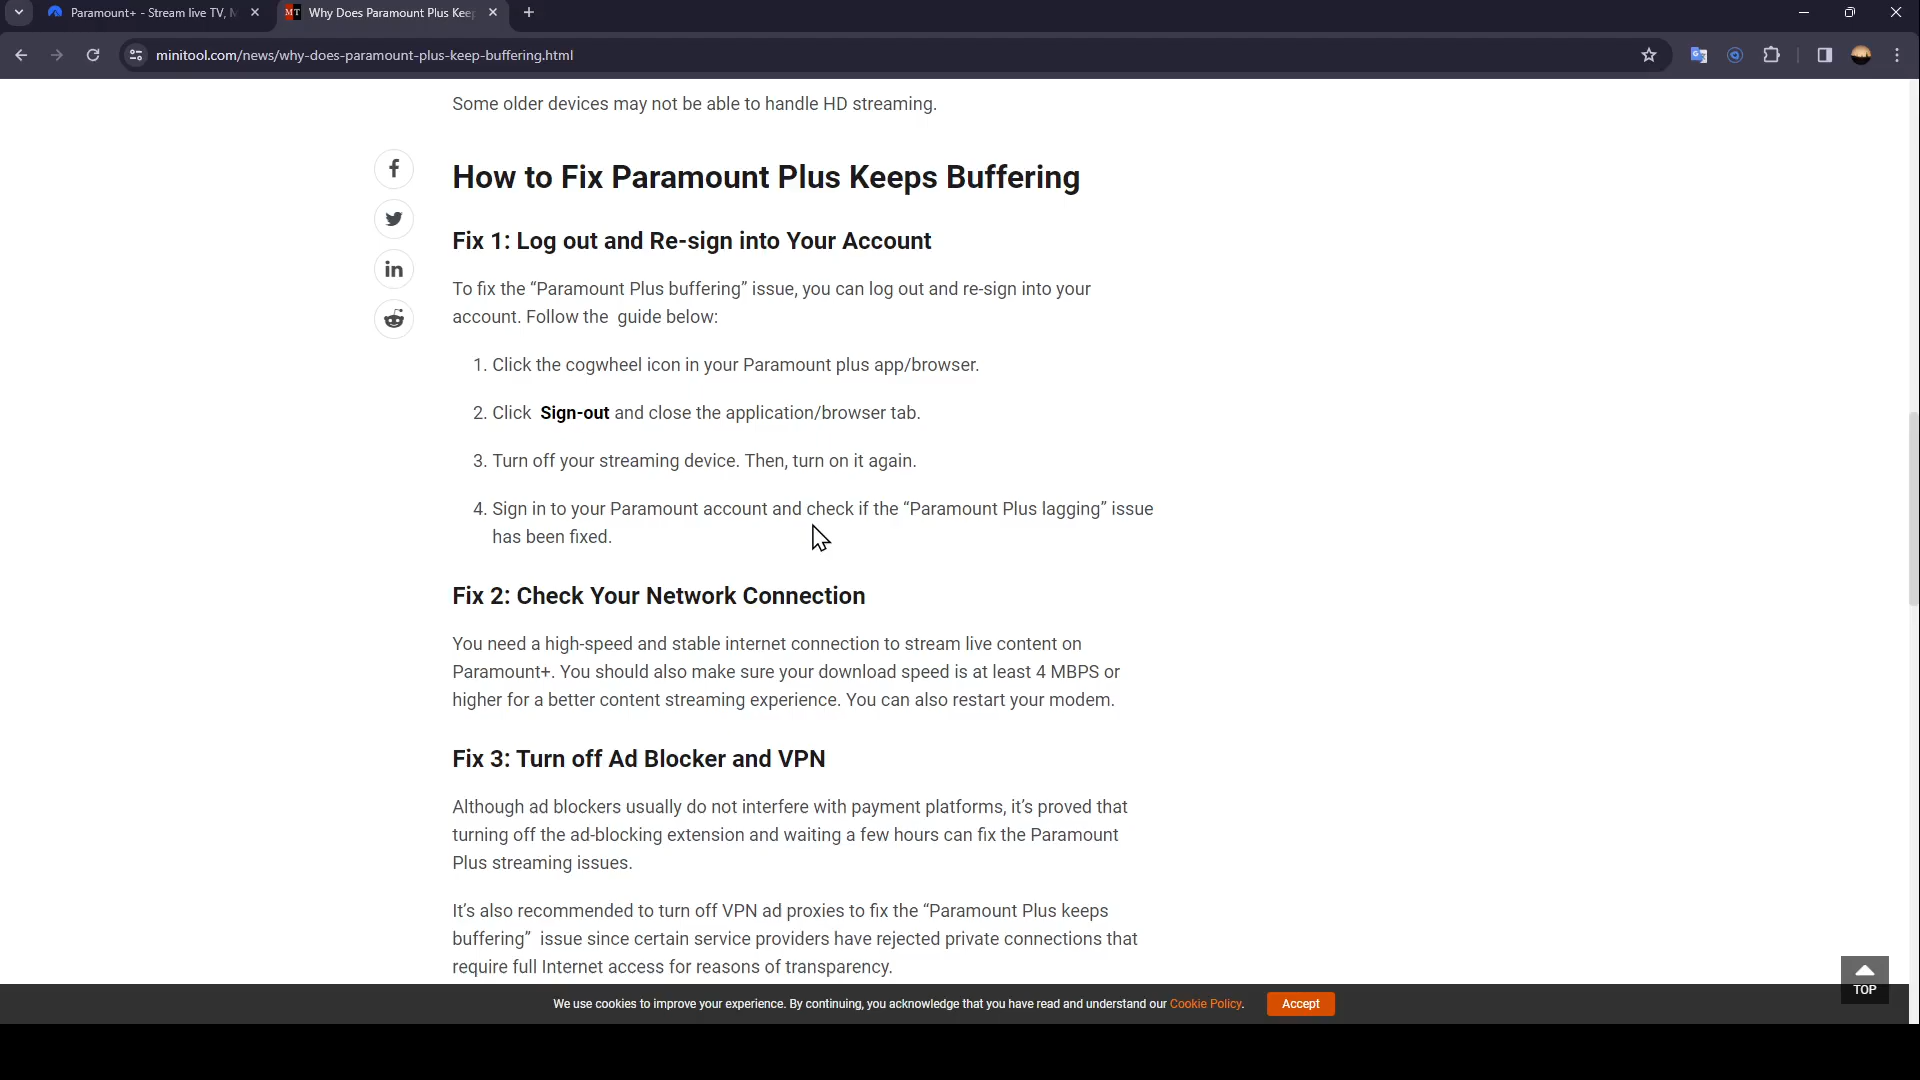 Paramount+ - Stream live TV, M
MT Why Does Paramount Plus Kee
minitool.com/news/why-does-paramount-plus-keep-buffering.html
Some older devices may not be able to handle HD streaming.
How to Fix Paramount Plus Keeps Buffering
Fix 1: Log out and Re-sign into Your Account
To fix the “Paramount Plus buffering” issue, you can log out and re-sign into your
account. Follow the guide below:
1. Click the cogwheel icon in your Paramount plus app/browser.
2. Click Sign-out and close the application/browser tab.
3. Turn off your streaming device. Then, turn on it again.
4. Sign in to your Paramount account and check if the “Paramount Plus lagging” issue
has been fixed.
Fix 2: Check Your Network Connection
You need a high-speed and stable internet connection to stream live content on
Paramount+. You should also make sure your download speed is at least 4 MBPS or
higher for a better content streaming experience. You can also restart your modem.
Fix 3: Turn off Ad Blocker and VPN
Although ad blockers usually do not interfere with payment platforms, it’s proved that
turning off the ad-blocking extension and waiting a few hours can fix the Paramount
Plus streaming issues.
It’s also recommended to turn off VPN ad proxies to fix the “Paramount Plus keeps
buffering” issue since certain service providers have rejected private connections that
require full Internet access for reasons of transparency.
TOP
We use cookies to improve your experience. By continuing, you acknowledge that you have read and understand our Cookie Policy. Accept